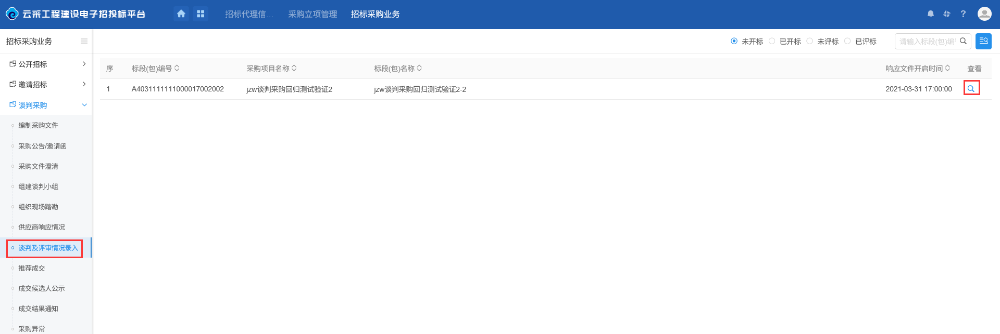 云采工程建设电子招投标平台
招标代理信... 采购立项管理 招标采购业务
招标采购业务
未开标 已开标 未评标 已评标 请输入标段(包)编
公开招标
邀请招标
谈判采购
编制采购文件
采购公告/邀请函
采购文件澄清
组建谈判小组
组织现场踏勘
供应商响应情况
谈判及评审情况录入
推荐成交
成交候选人公示
成交结果通知
采购异常
序 标段(包)编号 采购项目名称 标段(包)名称 响应文件开启时间 查看
1 A4031111111000017002002 jzw谈判采购回归测试验证2 jzw谈判采购回归测试验证2-2 2021-03-31 17:00:00